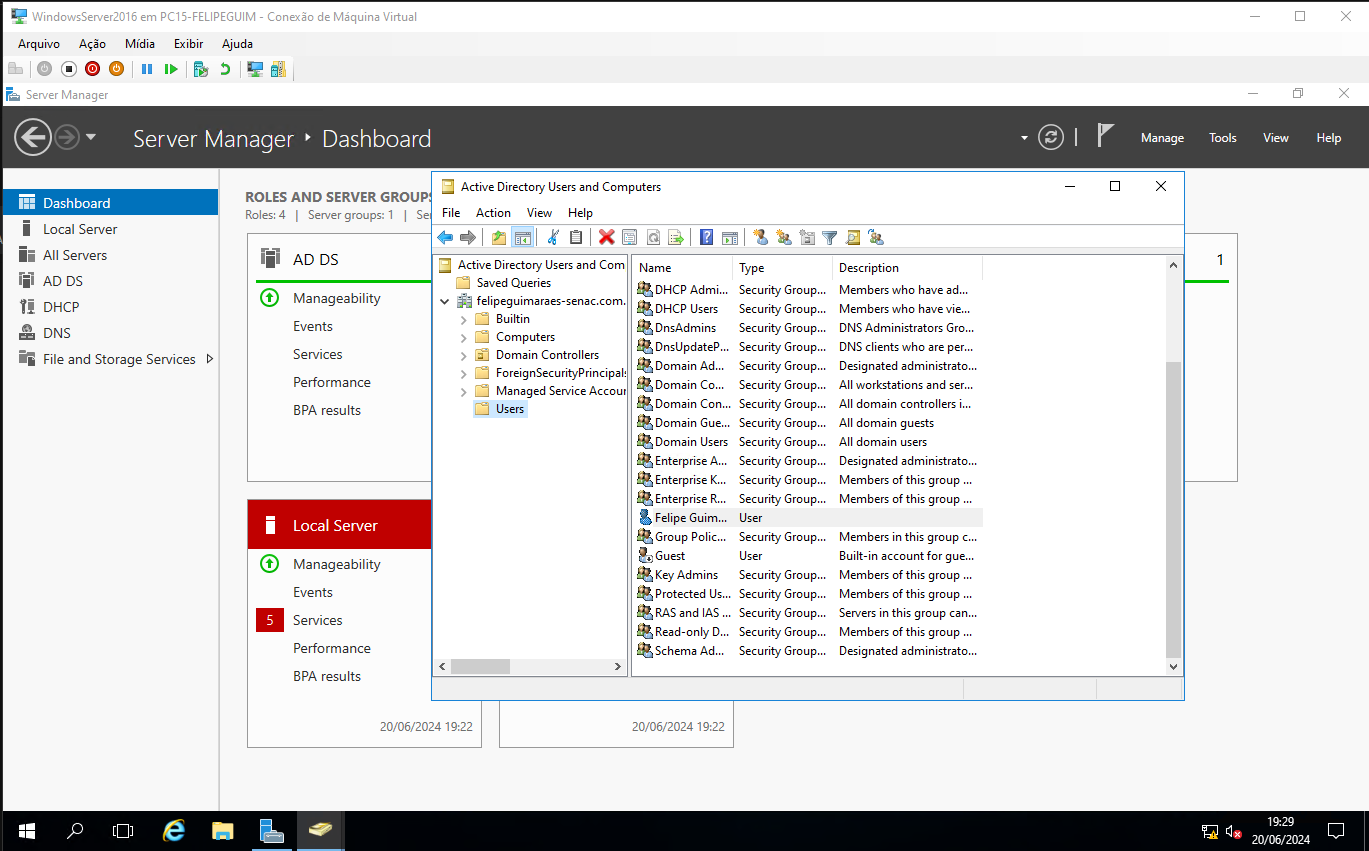 WindowsServer2016 em PC15-FELIPEGUIM - Conexão de Máquina Virtual
Arquivo Ação Mídia Exibir Ajuda
Server Manager
Server Manager Dashboard
Manage Tools View Help
Dashboard
Local Server
All Servers
AD DS
DHCP
DNS
File and Storage Services
ROLES AND SERVER GROUPS
Roles: 4 | Server groups: 1 |
AD DS
1
Manageability
Events
Services
Performance
BPA results
Local Server
Manageability
Events
5 Services
Performance
BPA results
20/06/2024 19:22
20/06/2024 19:22
Active Directory Users and Computers
File Action View Help
Active Directory Users and Com
Saved Queries
felipeguimaraes-senac.com.
Builtin
Computers
Domain Controllers
ForeignSecurityPrincipals
Managed Service Accour
Users
Name Type Description
DHCP Admi... Security Group... Members who have ad...
DHCP Users Security Group... Members who have vie...
DnsAdmins Security Group... DNS Administrators Gro...
DnsUpdateP... Security Group... DNS clients who are per...
Domain Ad... Security Group... Designated administrato...
Domain Co... Security Group... All workstations and ser...
Domain Con... Security Group... All domain controllers i...
Domain Gue... Security Group... All domain guests
Domain Users Security Group... All domain users
Enterprise A... Security Group... Designated administrato...
Enterprise K... Security Group... Members of this group ...
Enterprise R... Security Group... Members of this group ...
Felipe Guim... User
Group Polic... Security Group... Members in this group c...
Guest User Built-in account for gue...
Key Admins Security Group... Members of this group ...
Protected Us... Security Group... Members of this group ...
RAS and IAS ... Security Group... Servers in this group can...
Read-only D... Security Group... Members of this group ...
Schema Ad... Security Group... Designated administrato...
19:29
20/06/2024